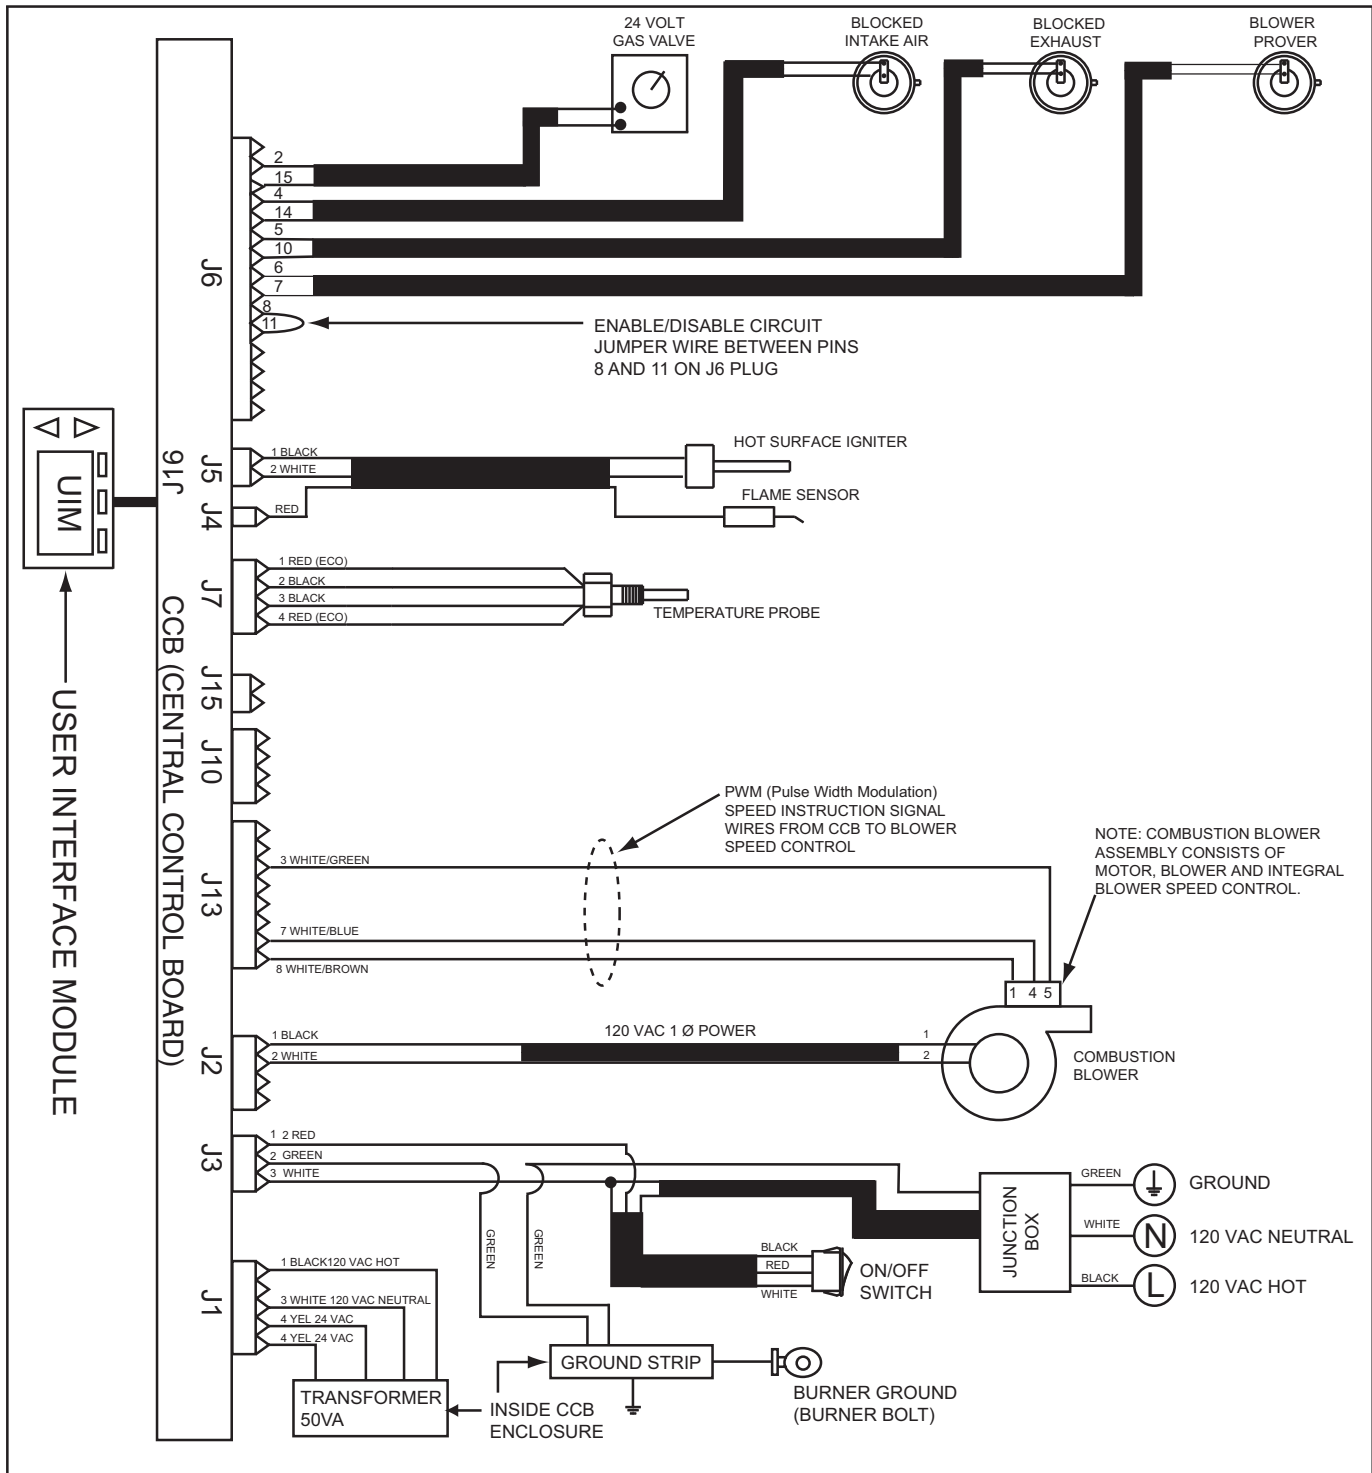 24 VOLT
GAS VALVE
BLOCKED
INTAKE AIR
BLOCKED
EXHAUST
BLOWER
PROVER
2
15
4
14
5
10
6
7
8
11
J6
ENABLE/DISABLE CIRCUIT
JUMPER WIRE BETWEEN PINS
8 AND 11 ON J6 PLUG
UIM
USER INTERFACE MODULE
J16
CCB (CENTRAL CONTROL BOARD)
J5
1 BLACK
2 WHITE
HOT SURFACE IGNITER
J4
RED
FLAME SENSOR
J7
1 RED (ECO)
2 BLACK
3 BLACK
4 RED (ECO)
TEMPERATURE PROBE
J15
J10
PWM (Pulse Width Modulation)
SPEED INSTRUCTION SIGNAL
WIRES FROM CCB TO BLOWER
SPEED CONTROL
NOTE: COMBUSTION BLOWER
ASSEMBLY CONSISTS OF
MOTOR, BLOWER AND INTEGRAL
BLOWER SPEED CONTROL.
J13
3 WHITE/GREEN
7 WHITE/BLUE
8 WHITE/BROWN
1 4 5
J2
1 BLACK
2 WHITE
120 VAC 1 Ø POWER
1
2
COMBUSTION
BLOWER
J3
1 2 RED
2 GREEN
3 WHITE
GREEN
GREEN
BLACK
RED
WHITE
ON/OFF
SWITCH
JUNCTION
BOX
GREEN
GROUND
WHITE
N
120 VAC NEUTRAL
BLACK
L
120 VAC HOT
J1
1 BLACK120 VAC HOT
3 WHITE 120 VAC NEUTRAL
4 YEL 24 VAC
4 YEL 24 VAC
TRANSFORMER
50VA
INSIDE CCB
ENCLOSURE
GROUND STRIP
BURNER GROUND
(BURNER BOLT)